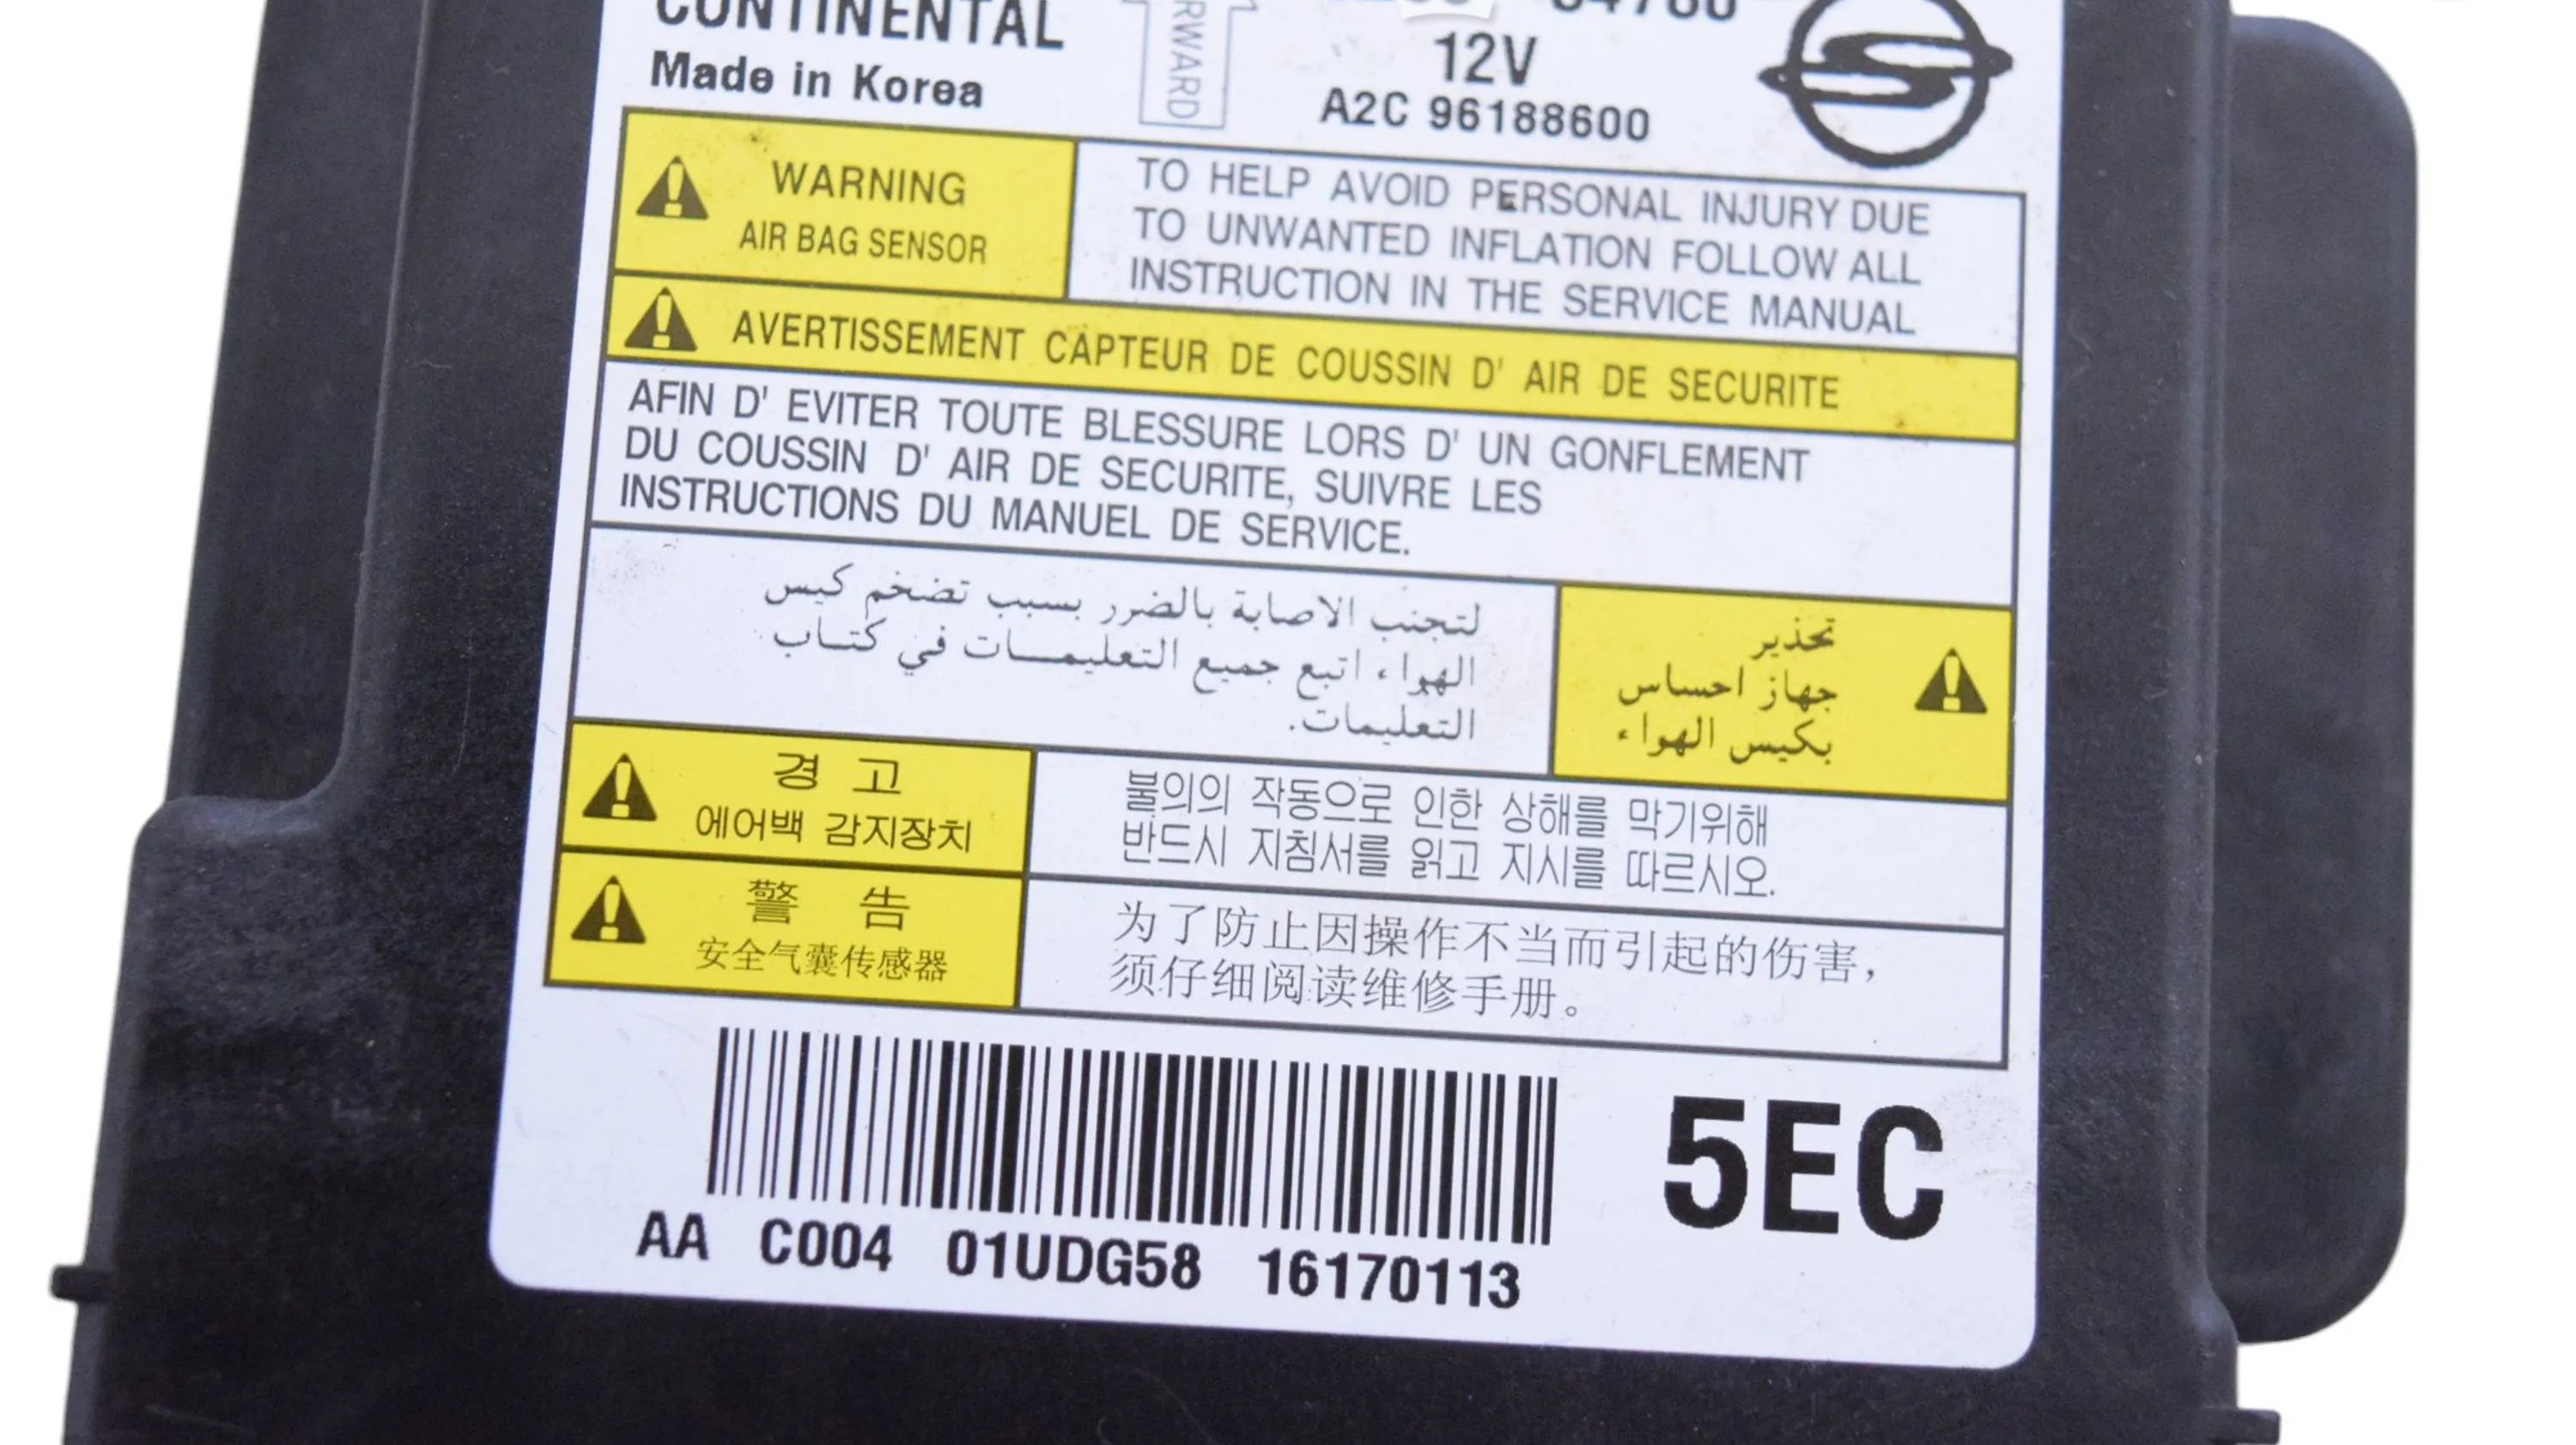 CONTINENTAL
Made in Korea
RWARD
12V
A2C 96188600
WARNING
AIR BAG SENSOR
TO HELP AVOID PERSONAL INJURY DUE
TO UNWANTED INFLATION FOLLOW ALL
INSTRUCTION IN THE SERVICE MANUAL
AVERTISSEMENT CAPTEUR DE COUSSIN D' AIR DE SECURITE
AFIN D' EVITER TOUTE BLESSURE LORS D' UN GONFLEMENT
DU COUSSIN D' AIR DE SECURITE, SUIVRE LES
INSTRUCTIONS DU MANUEL DE SERVICE.
تحذير
جهاز احساس
بكيس الهواء
لتجنب الاصابة بالضرر بسبب تضخم كيس
الهواء اتبع جميع التعليمـــات في كتــاب
التعليمات.
경 고
에어백 감지장치
불의의 작동으로 인한 상해를 막기위해
반드시 지침서를 읽고 지시를 따르시오.
警 告
安全气囊传感器
为了防止因操作不当而引起的伤害，
须仔细阅读维修手册。
5EC
AA C004 01UDG58 16170113